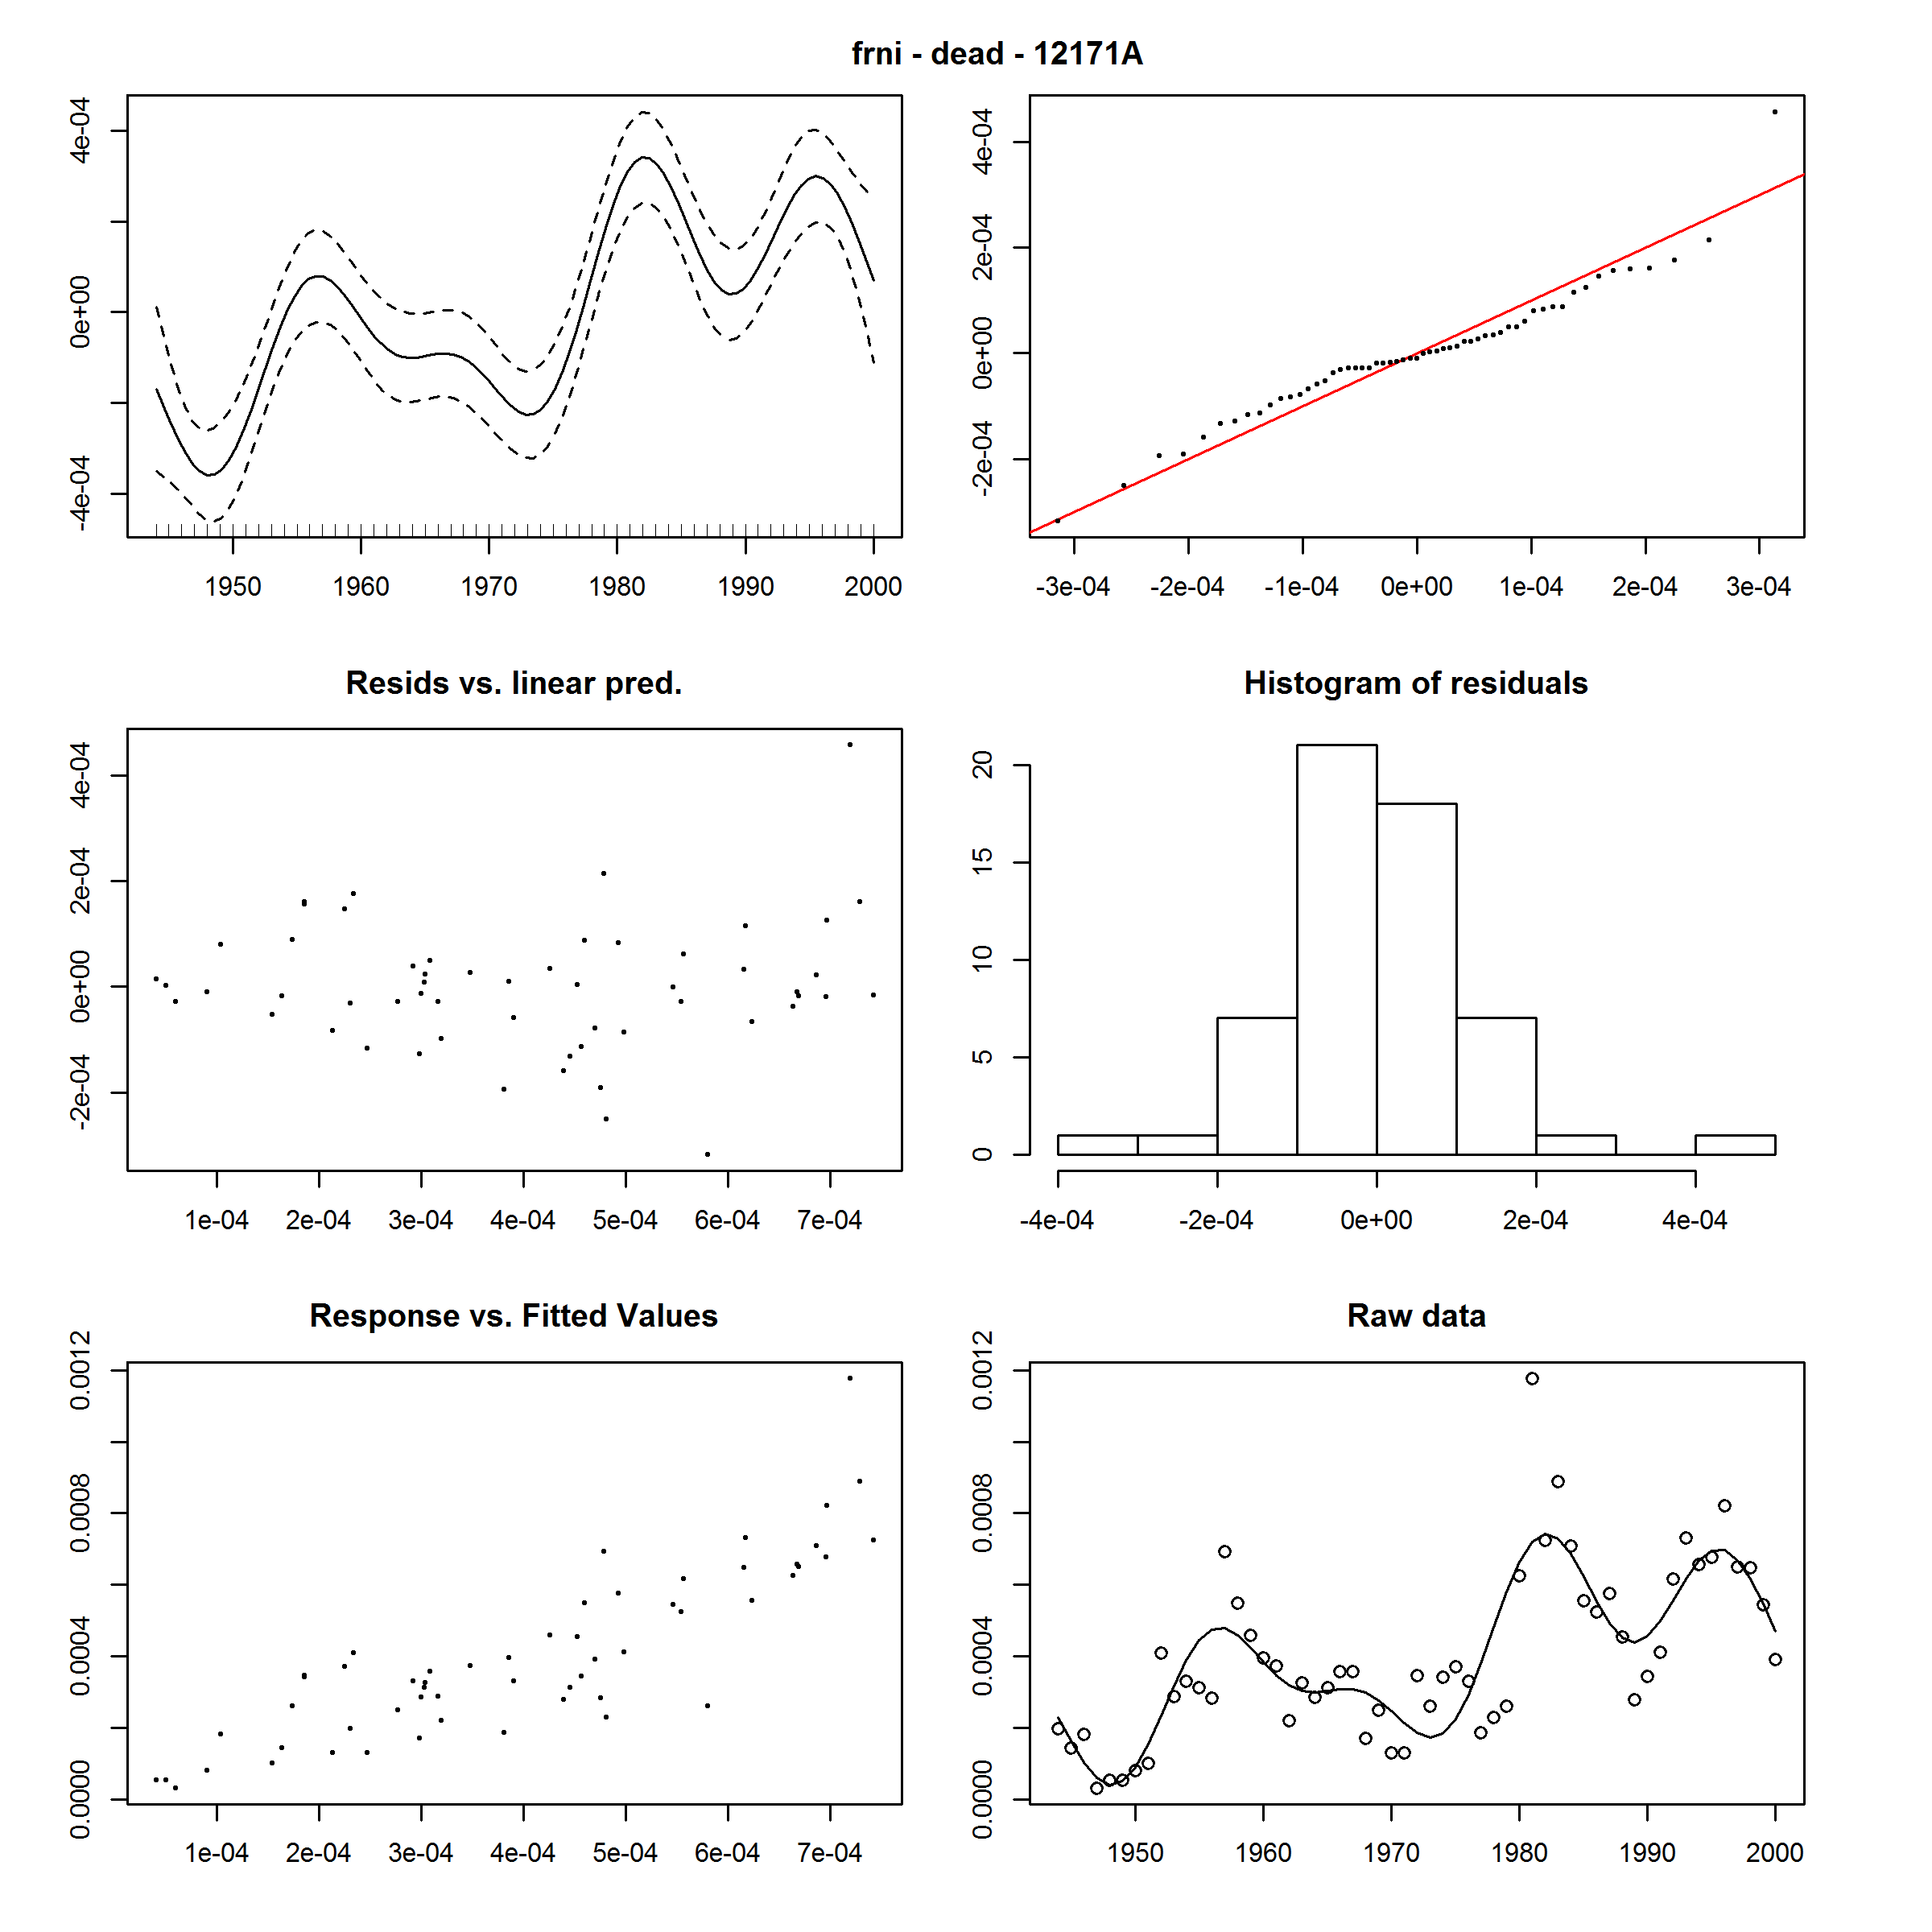 frni - dead - 12171A
4e-04
0e+00
-4e-04
1950 1960 1970 1980 1990 2000
4e-04
2e-04
0e+00
-2e-04
-3e-04 -2e-04 -1e-04 0e+00 1e-04 2e-04 3e-04
Resids vs. linear pred.
4e-04
2e-04
0e+00
-2e-04
1e-04 2e-04 3e-04 4e-04 5e-04 6e-04 7e-04
Histogram of residuals
20
15
10
5
0
-4e-04 -2e-04 0e+00 2e-04 4e-04
Response vs. Fitted Values
0.0012
0.0008
0.0004
0.0000
1e-04 2e-04 3e-04 4e-04 5e-04 6e-04 7e-04
Raw data
0.0012
0.0008
0.0004
0.0000
1950 1960 1970 1980 1990 2000